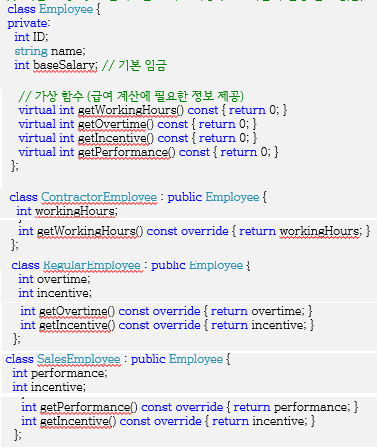 class Employee {
private:
int ID;
string name;
int baseSalary; // 기본 임금
// 가상 함수 (급여 계산에 필요한 정보 제공)
virtual int getWorkingHours() const { return 0; }
virtual int getOvertime() const { return 0; }
virtual int getIncentive() const { return 0; }
virtual int getPerformance() const { return 0; }
};
class ContractorEmployee : public Employee {
int workingHours;
int getWorkingHours() const override { return workingHours; }
};
class RegularEmployee : public Employee {
int overtime;
int incentive;
int getOvertime() const override { return overtime; }
int getIncentive() const override { return incentive; }
};
class SalesEmployee : public Employee {
int performance;
int incentive;
int getPerformance() const override { return performance; }
int getIncentive() const override { return incentive; }
};